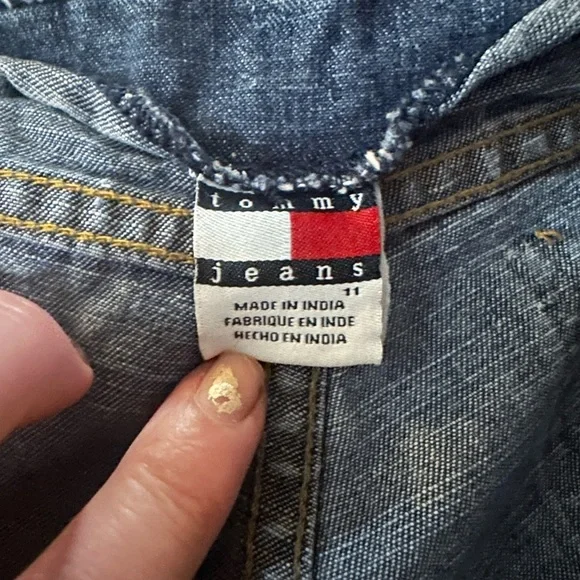 tommy
jeans
11
MADE IN INDIA
FABRIQUE EN INDE
HECHO EN INDIA